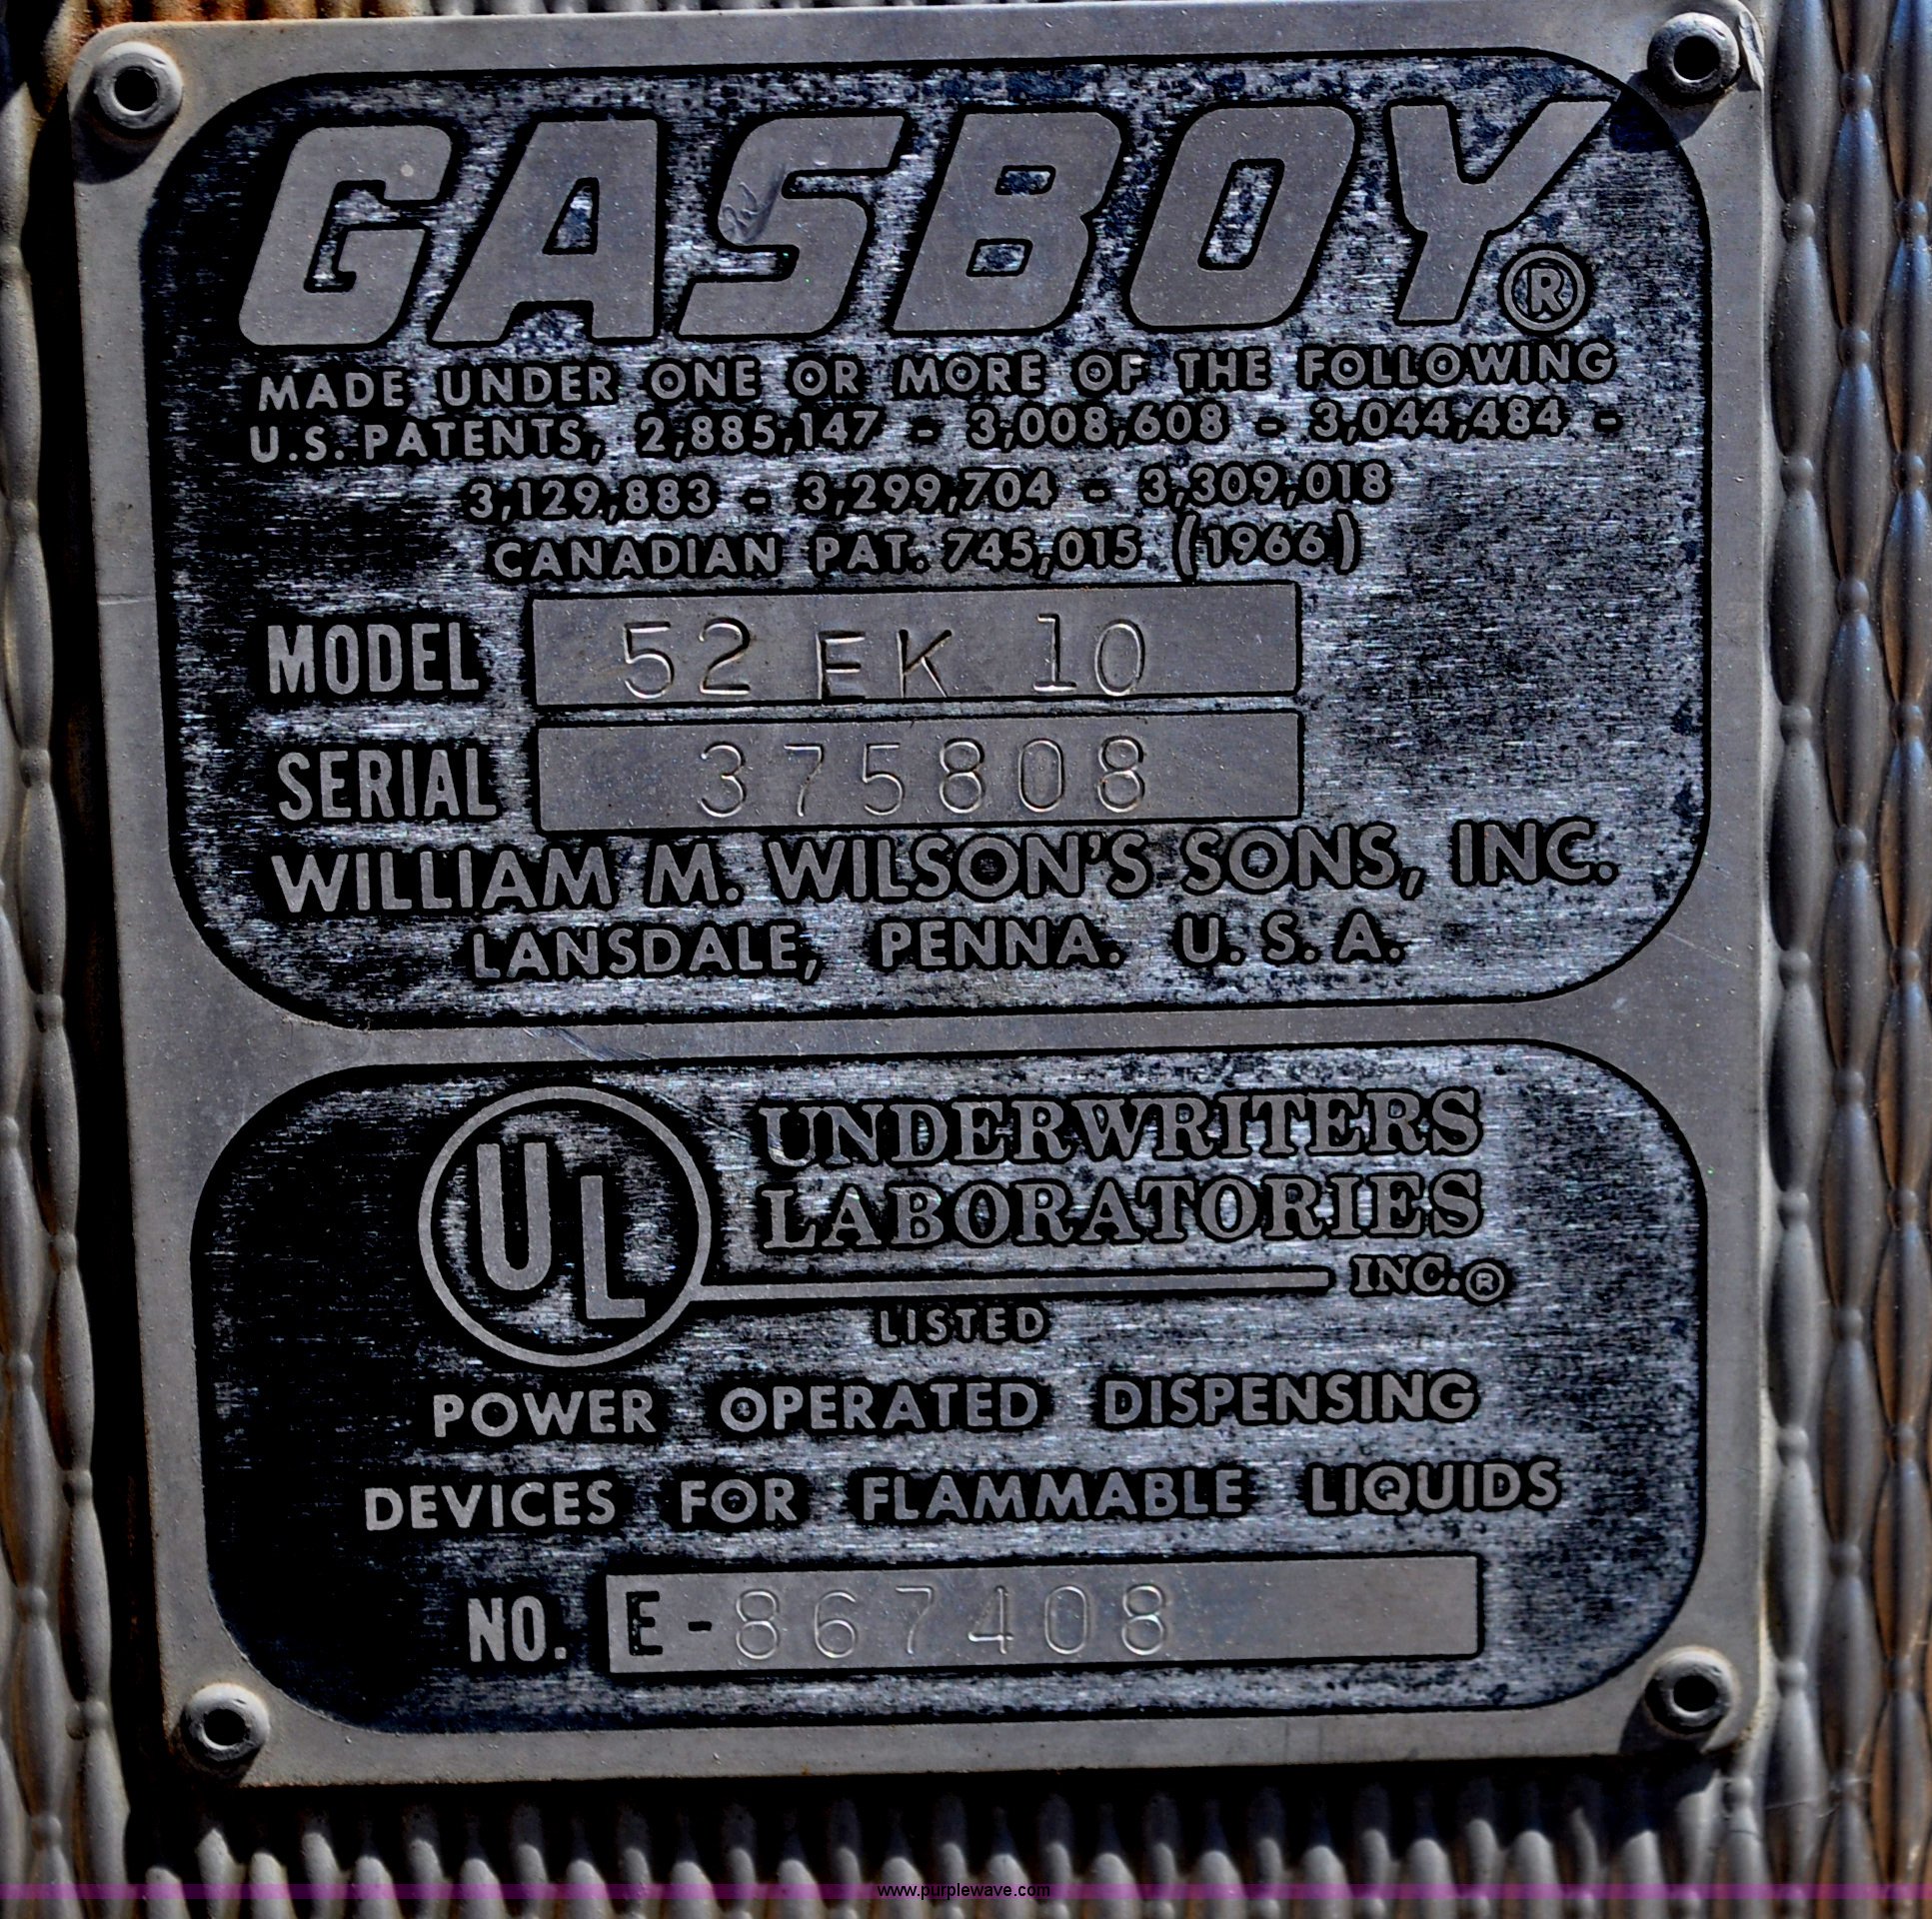 GASBOY®
MADE UNDER ONE OR MORE OF THE FOLLOWING
U.S. PATENTS, 2,885,147 - 3,008,608 - 3,044,484 -
3,129,883 - 3,299,704 - 3,309,018
CANADIAN PAT. 745,015 (1966)
MODEL 52 EK 10
SERIAL 375808
WILLIAM M. WILSON'S SONS, INC.
LANSDALE, PENNA. U.S.A.
UL UNDERWRITERS
LABORATORIES
INC.®
LISTED
POWER OPERATED DISPENSING
DEVICES FOR FLAMMABLE LIQUIDS
NO. E-867408
www.purplewave.com